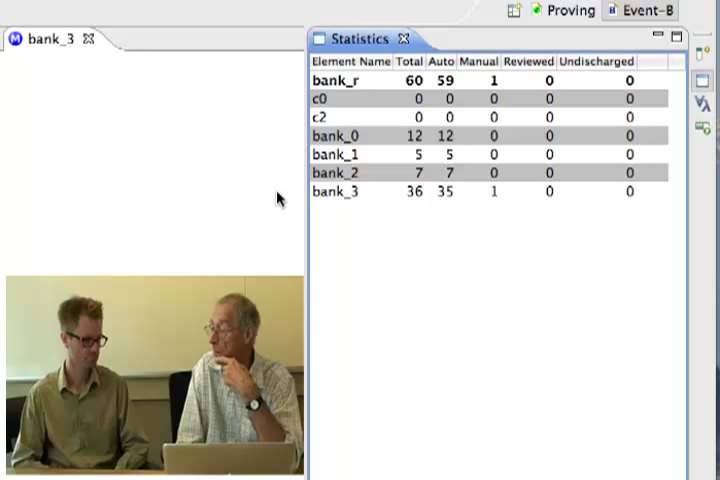 Proving Event-B
bank_3
Statistics
Element Name Total Auto Manual Reviewed Undischarged
bank_r 60 59 1 0 0
c0 0 0 0 0 0
c2 0 0 0 0 0
bank_0 12 12 0 0 0
bank_1 5 5 0 0 0
bank_2 7 7 0 0 0
bank_3 36 35 1 0 0